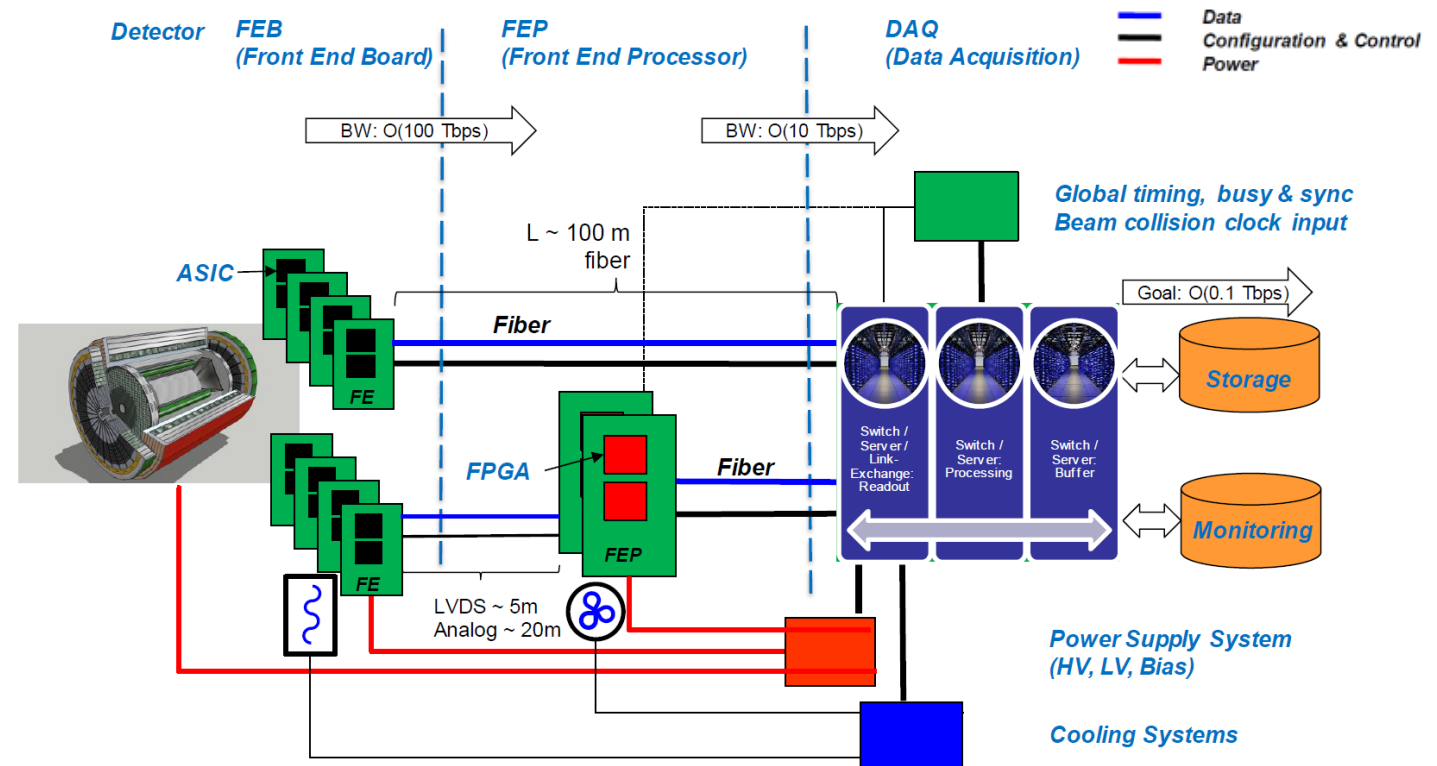 Detector
FEB
(Front End Board)
FEP
(Front End Processor)
DAQ
(Data Acquisition)
Data
Configuration & Control
Power
BW: O(100 Tbps)
BW: O(10 Tbps)
Global timing, busy & sync
Beam collision clock input
L ~ 100 m
fiber
ASIC
Goal: O(0.1 Tbps)
Fiber
FE
Storage
Switch /
Server /
Link-
Exchange:
Readout
Switch /
Server:
Processing
Switch /
Server:
Buffer
FPGA
Fiber
Monitoring
FEP
FE
LVDS ~ 5m
Analog ~ 20m
Power Supply System
(HV, LV, Bias)
Cooling Systems